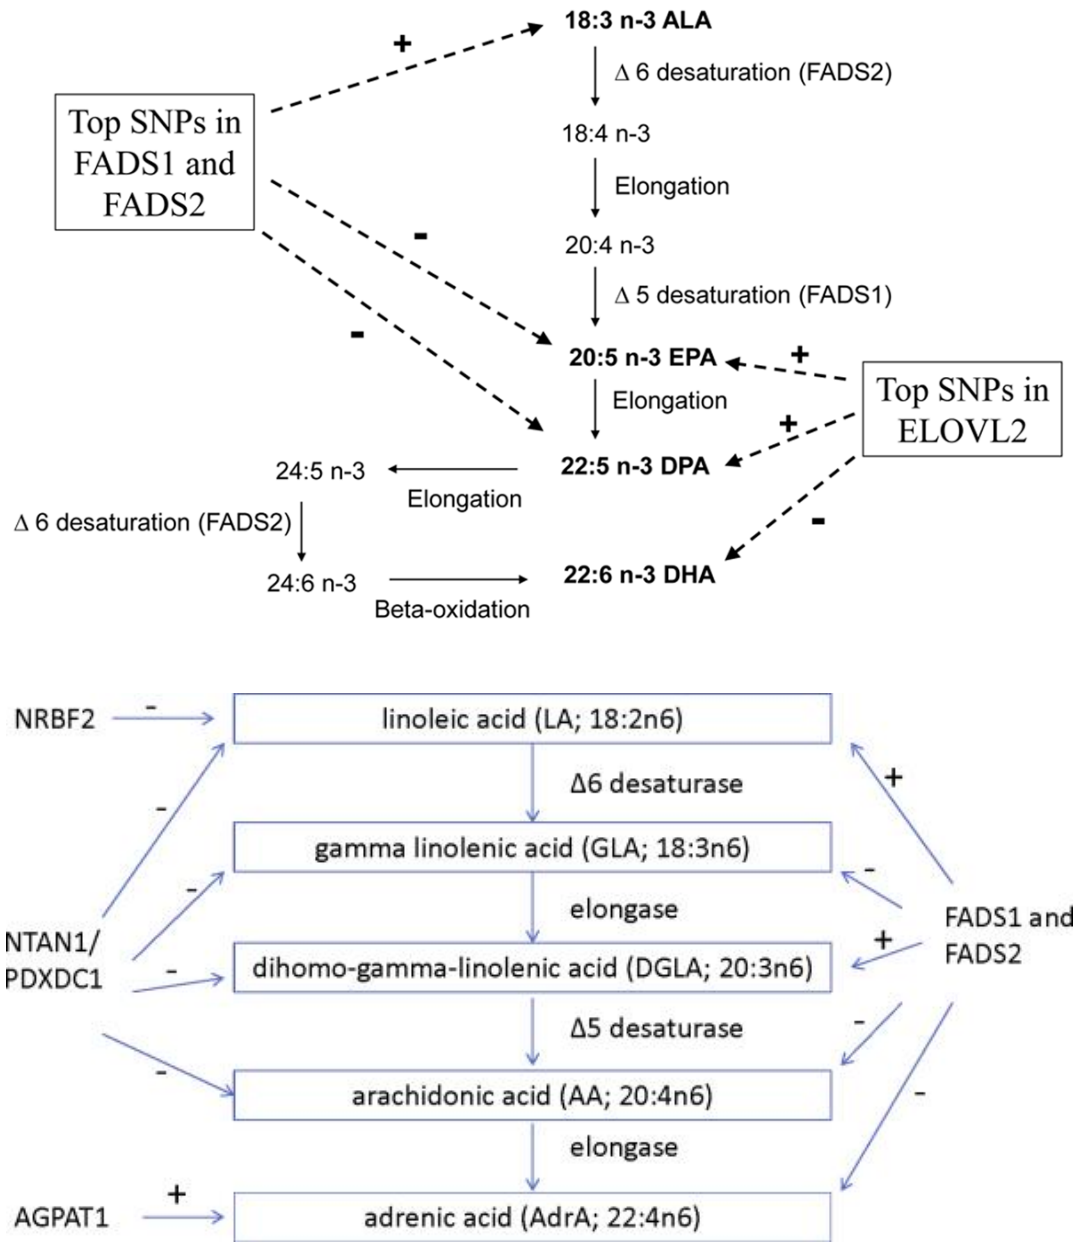 18:3 n-3 ALA
+
Δ 6 desaturation (FADS2)
Top SNPs in
FADS1 and
FADS2
18:4 n-3
Elongation
-
20:4 n-3
Δ 5 desaturation (FADS1)
-
20:5 n-3 EPA
+
Elongation
Top SNPs in
ELOVL2
+
22:5 n-3 DPA
24:5 n-3
Elongation
Δ 6 desaturation (FADS2)
-
24:6 n-3
22:6 n-3 DHA
Beta-oxidation
NRBF2
-
linoleic acid (LA; 18:2n6)
+
Δ6 desaturase
-
gamma linolenic acid (GLA; 18:3n6)
-
-
elongase
FADS1 and
FADS2
NTAN1/
PDXDC1
+
-
dihomo-gamma-linolenic acid (DGLA; 20:3n6)
Δ5 desaturase
-
-
arachidonic acid (AA; 20:4n6)
-
elongase
AGPAT1
+
adrenic acid (AdrA; 22:4n6)